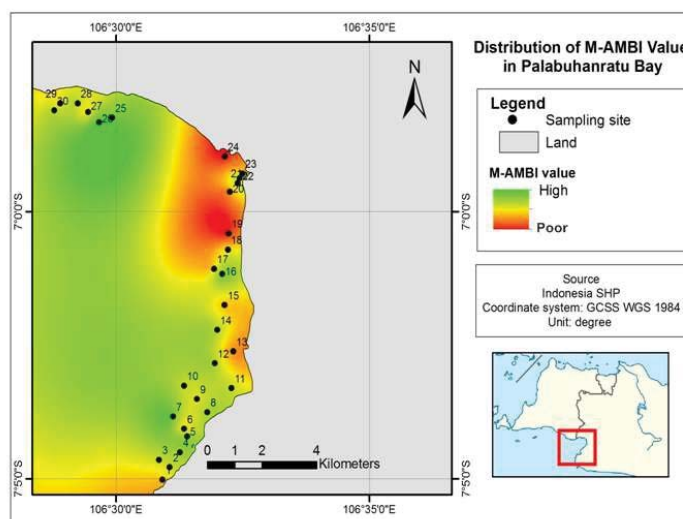 106°30'0"E
106°35'0"E
N
29
28
30
27
25
26
24
23
21
22
20
19
18
17
16
15
14
13
12
11
10
9
8
7
6
5
4
3
2
1
7°0'0"S
7°0'0"S
7°5'0"S
7°5'0"S
0 1 2 4
Kilometers
106°30'0"E
106°35'0"E
Distribution of M-AMBI Value
in Palabuhanratu Bay
Legend
Sampling site
Land
M-AMBI value
High
Poor
Source
Indonesia SHP
Coordinate system: GCSS WGS 1984
Unit: degree